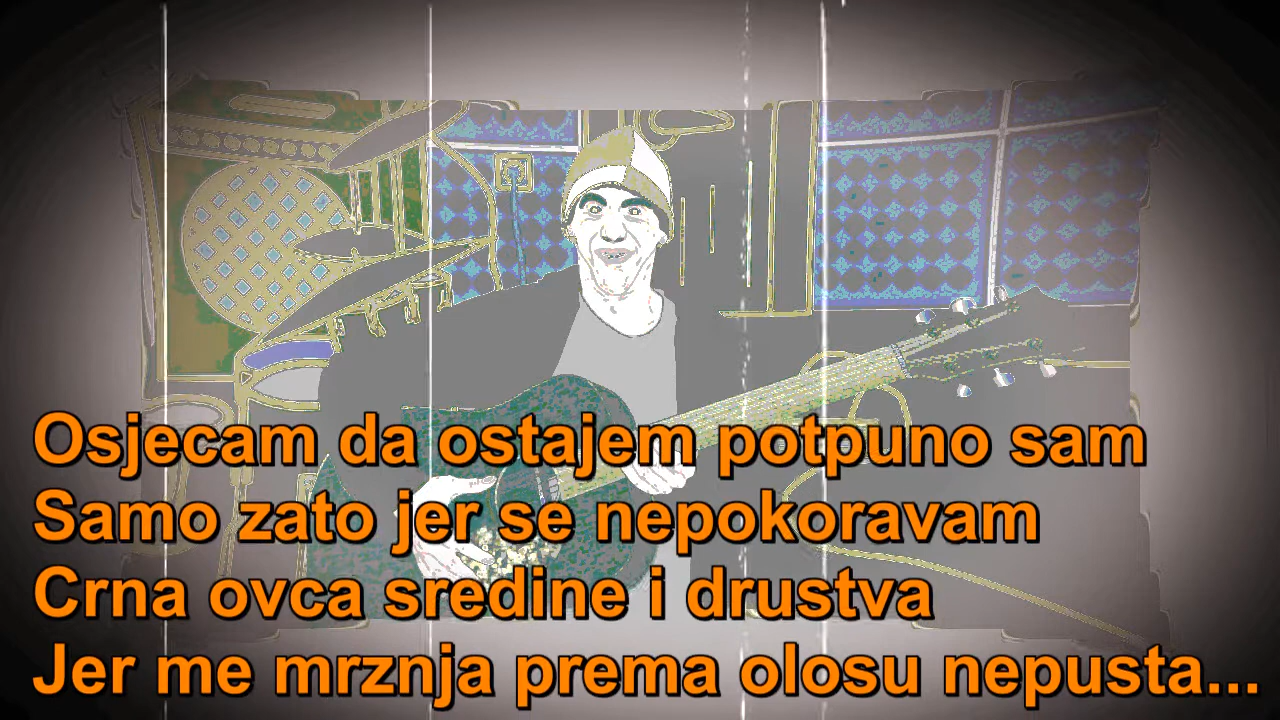 Osjecam da ostajem potpuno sam
Samo zato jer se nepokoravam
Crna ovca sredine i drustva
Jer me mrznja prema olosu nepusta...